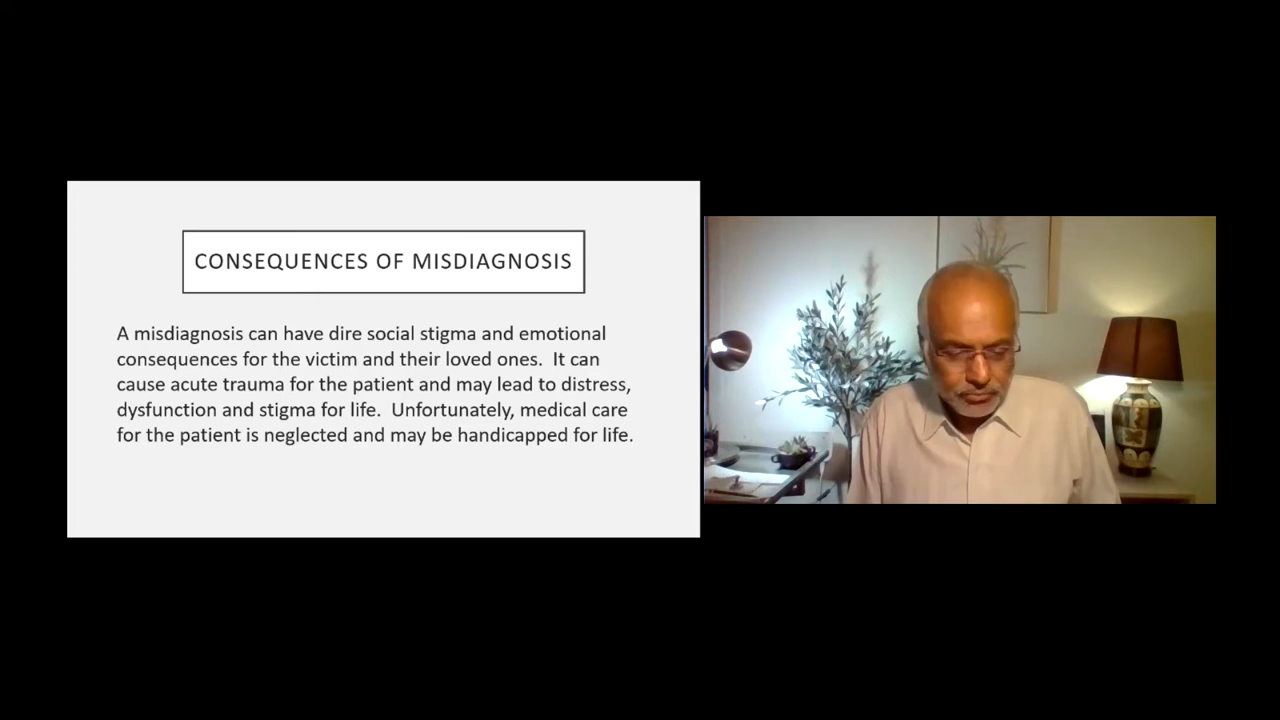 CONSEQUENCES OF MISDIAGNOSIS
A misdiagnosis can have dire social stigma and emotional
consequences for the victim and their loved ones.  It can
cause acute trauma for the patient and may lead to distress,
dysfunction and stigma for life.  Unfortunately, medical care
for the patient is neglected and may be handicapped for life.